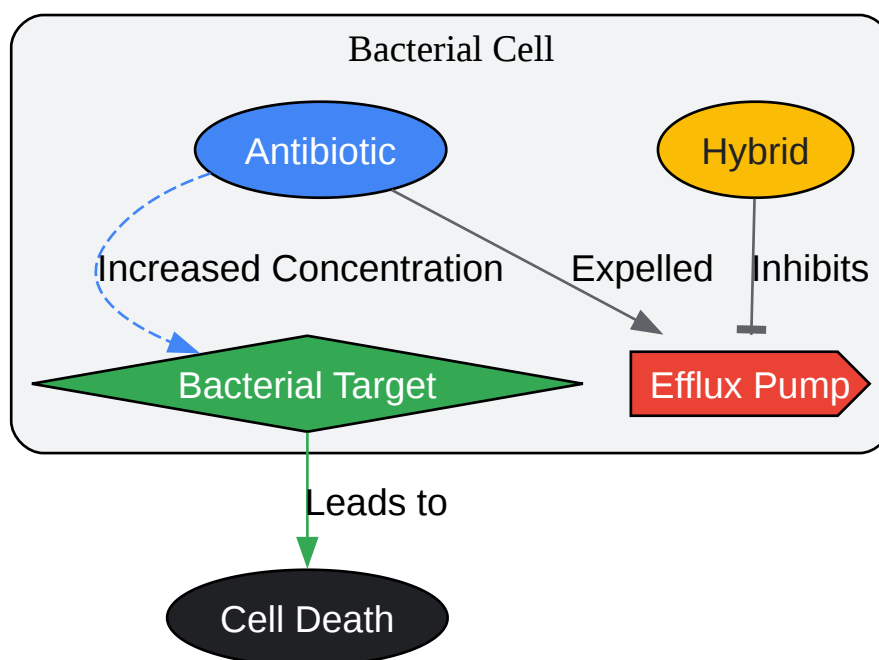 Bacterial Cell
Antibiotic
Hybrid
Increased Concentration
Expelled
Inhibits
Bacterial Target
Efflux Pump
Leads to
Cell Death